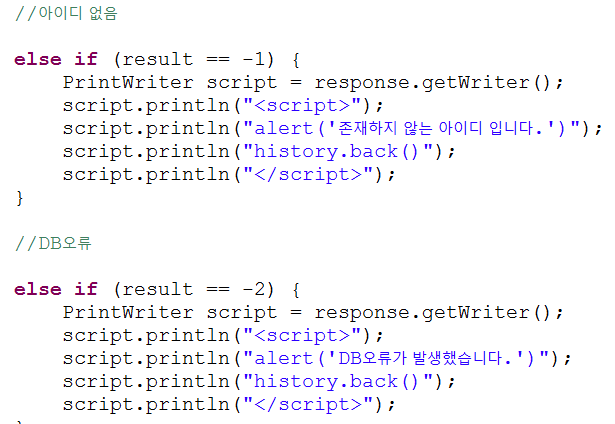 //아이디 없음
else if (result == -1) {
PrintWriter script = response.getWriter();
script.println("<script>");
script.println("alert('존재하지 않는 아이디 입니다.')");
script.println("history.back()");
script.println("</script>");
}
//DB오류
else if (result == -2) {
PrintWriter script = response.getWriter();
script.println("<script>");
script.println("alert('DB오류가 발생했습니다.')");
script.println("history.back()");
script.println("</script>");
}